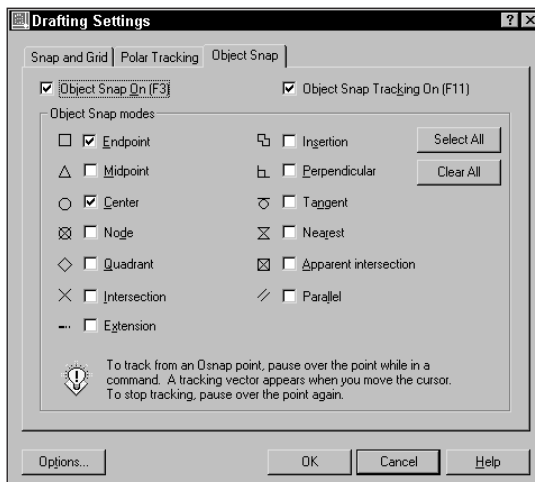 Drafting Settings
Snap and Grid Polar Tracking Object Snap
Object Snap On (F3) Object Snap Tracking On (F11)
Object Snap modes
Endpoint Insertion Select All
Midpoint Perpendicular Clear All
Center Tangent
Node Nearest
Quadrant Apparent intersection
Intersection Parallel
Extension
To track from an Osnap point, pause over the point while in a
command. A tracking vector appears when you move the cursor.
To stop tracking, pause over the point again.
Options... OK Cancel Help